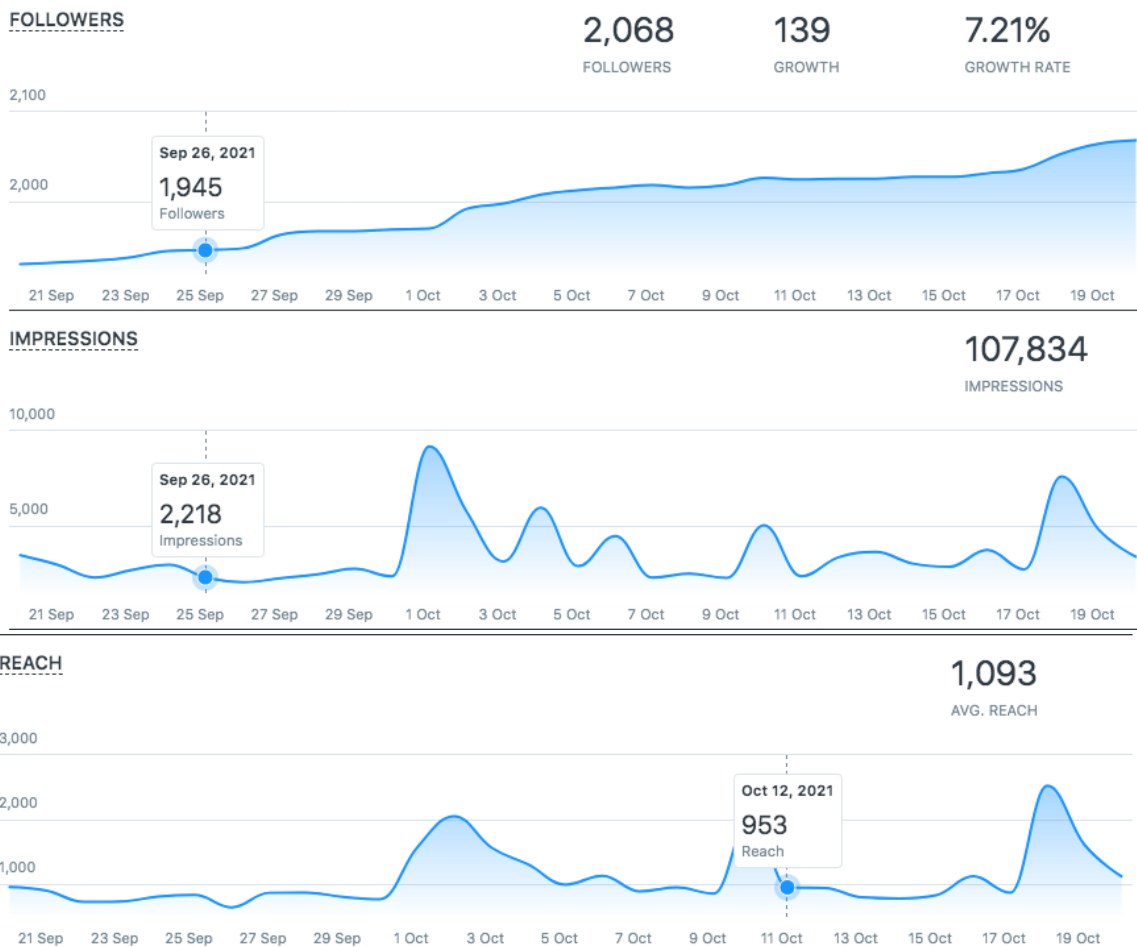 FOLLOWERS
2,068
FOLLOWERS
139
GROWTH
7.21%
GROWTH RATE
2,100
2,000
Sep 26, 2021
1,945
Followers
21 Sep 23 Sep 25 Sep 27 Sep 29 Sep 1 Oct 3 Oct 5 Oct 7 Oct 9 Oct 11 Oct 13 Oct 15 Oct 17 Oct 19 Oct
IMPRESSIONS
107,834
IMPRESSIONS
10,000
5,000
Sep 26, 2021
2,218
Impressions
21 Sep 23 Sep 25 Sep 27 Sep 29 Sep 1 Oct 3 Oct 5 Oct 7 Oct 9 Oct 11 Oct 13 Oct 15 Oct 17 Oct 19 Oct
REACH
1,093
AVG. REACH
3,000
2,000
1,000
Oct 12, 2021
953
Reach
21 Sep 23 Sep 25 Sep 27 Sep 29 Sep 1 Oct 3 Oct 5 Oct 7 Oct 9 Oct 11 Oct 13 Oct 15 Oct 17 Oct 19 Oct